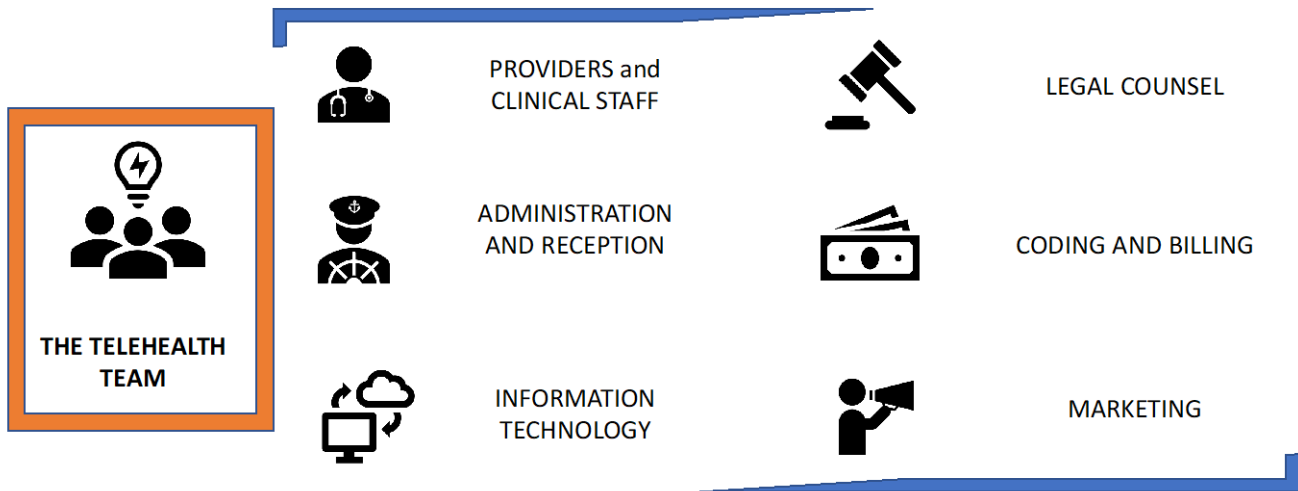 THE TELEHEALTH
TEAM
PROVIDERS and
CLINICAL STAFF
ADMINISTRATION
AND RECEPTION
INFORMATION
TECHNOLOGY
LEGAL COUNSEL
CODING AND BILLING
MARKETING